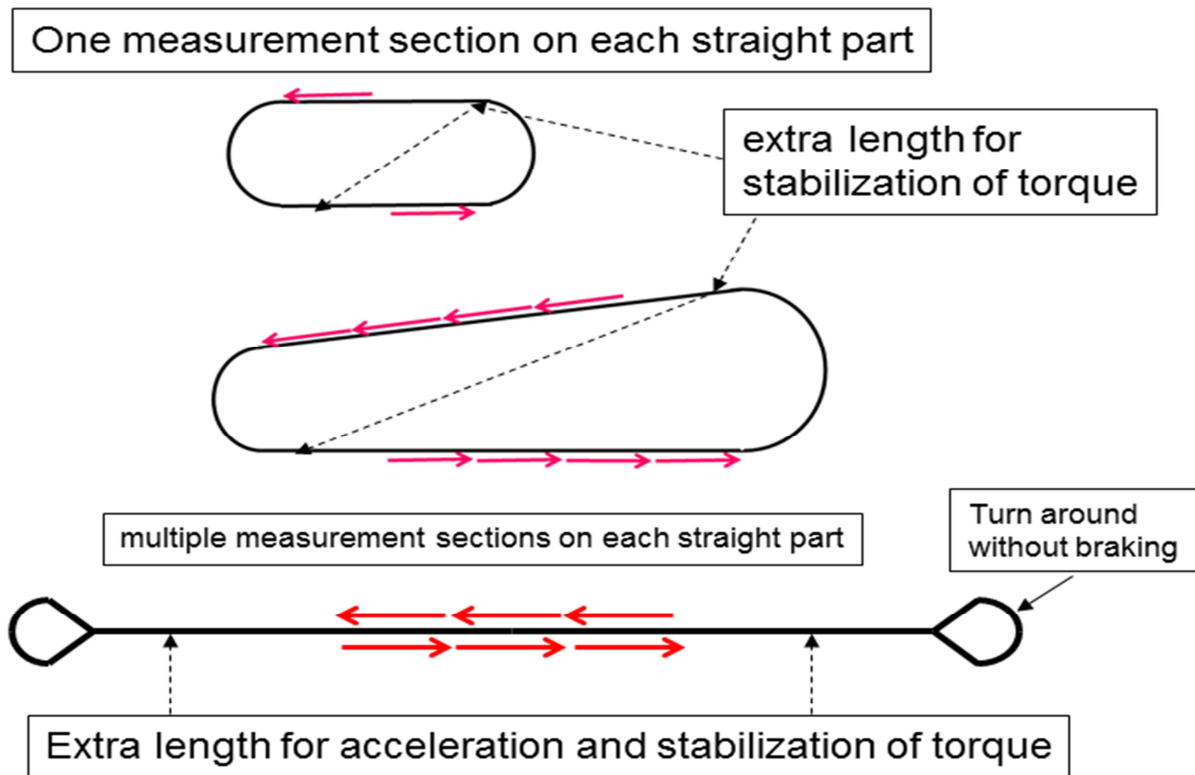 One measurement section on each straight part
extra length for
stabilization of torque
multiple measurement sections on each straight part
Turn around
without braking
Extra length for acceleration and stabilization of torque